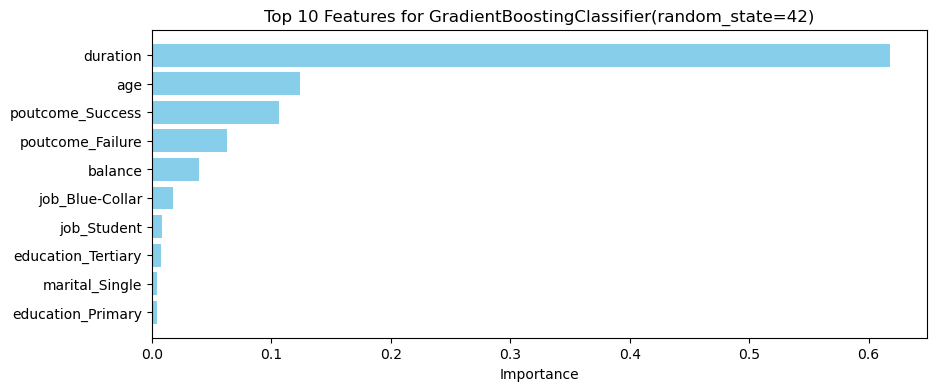 Top 10 Features for GradientBoostingClassifier(random_state=42)
duration
age
poutcome_Success
poutcome_Failure
balance
job_Blue-Collar
job_Student
education_Tertiary
marital_Single
education_Primary
0.0 0.1 0.2 0.3 0.4 0.5 0.6
Importance